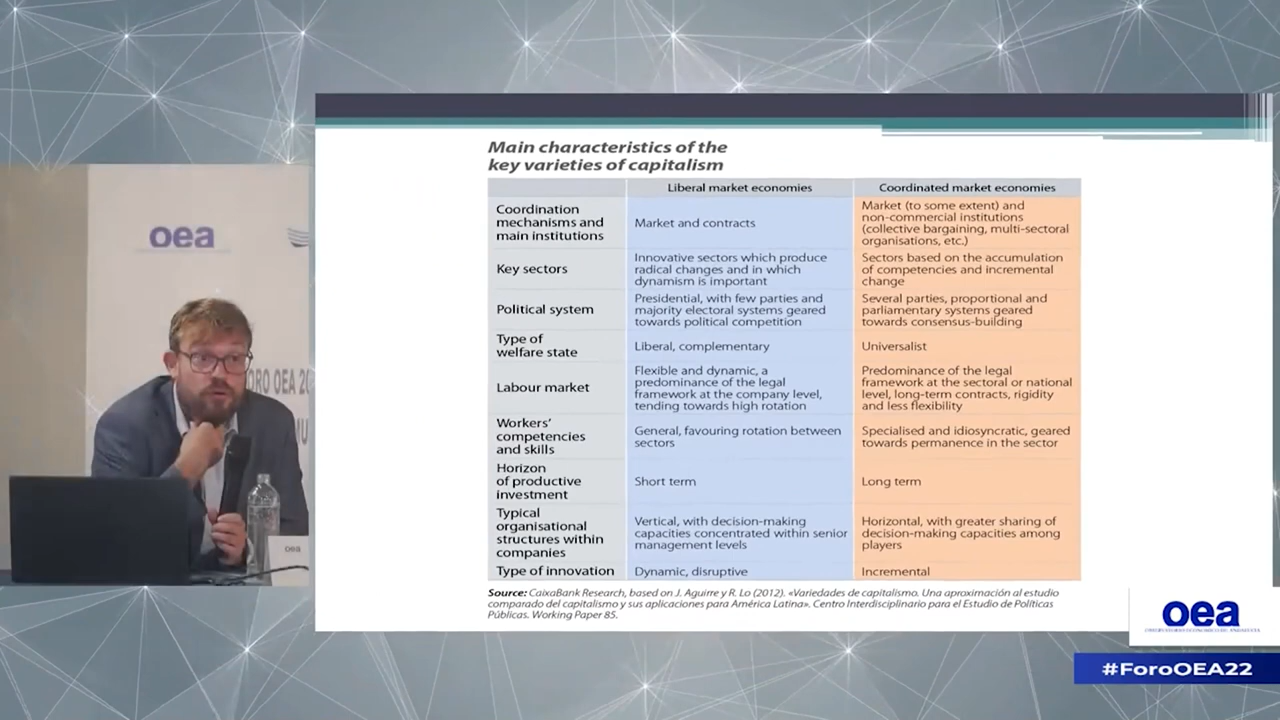 Main characteristics of the
key varieties of capitalism
Liberal market economies
Coordinated market economies
Coordination
mechanisms and
main institutions
Market and contracts
Market (to some extent) and
non-commercial institutions
(collective bargaining, multi-sectoral
organisations, etc.)
Key sectors
Innovative sectors which produce
radical changes and in which
dynamism is important
Sectors based on the accumulation
of competencies and incremental
change
Political system
Presidential, with few parties and
majority electoral systems geared
towards political competition
Several parties, proportional and
parliamentary systems geared
towards consensus-building
Type of
welfare state
Liberal, complementary
Universalist
Labour market
Flexible and dynamic, a
predominance of the legal
framework at the company level,
tending towards high rotation
Predominance of the legal
framework at the sectoral or national
level, long-term contracts, rigidity
and less flexibility
Workers'
competencies
and skills
General, favouring rotation between
sectors
Specialised and idiosyncratic, geared
towards permanence in the sector
Horizon
of productive
investment
Short term
Long term
Typical
organisational
structures within
companies
Vertical, with decision-making
capacities concentrated within senior
management levels
Horizontal, with greater sharing of
decision-making capacities among
players
Type of innovation
Dynamic, disruptive
Incremental
Source: CaixaBank Research, based on J. Aguirre y R. Lo (2012). «Variedades de capitalismo. Una aproximación al estudio
comparado del capitalismo y sus aplicaciones para América Latina». Centro Interdisciplinario para el Estudio de Políticas
Públicas. Working Paper 85.
oea
ORO OEA 20
oea
oea
OBSERVATORIO ECONÓMICO DE ANDALUCÍA
#ForoOEA22